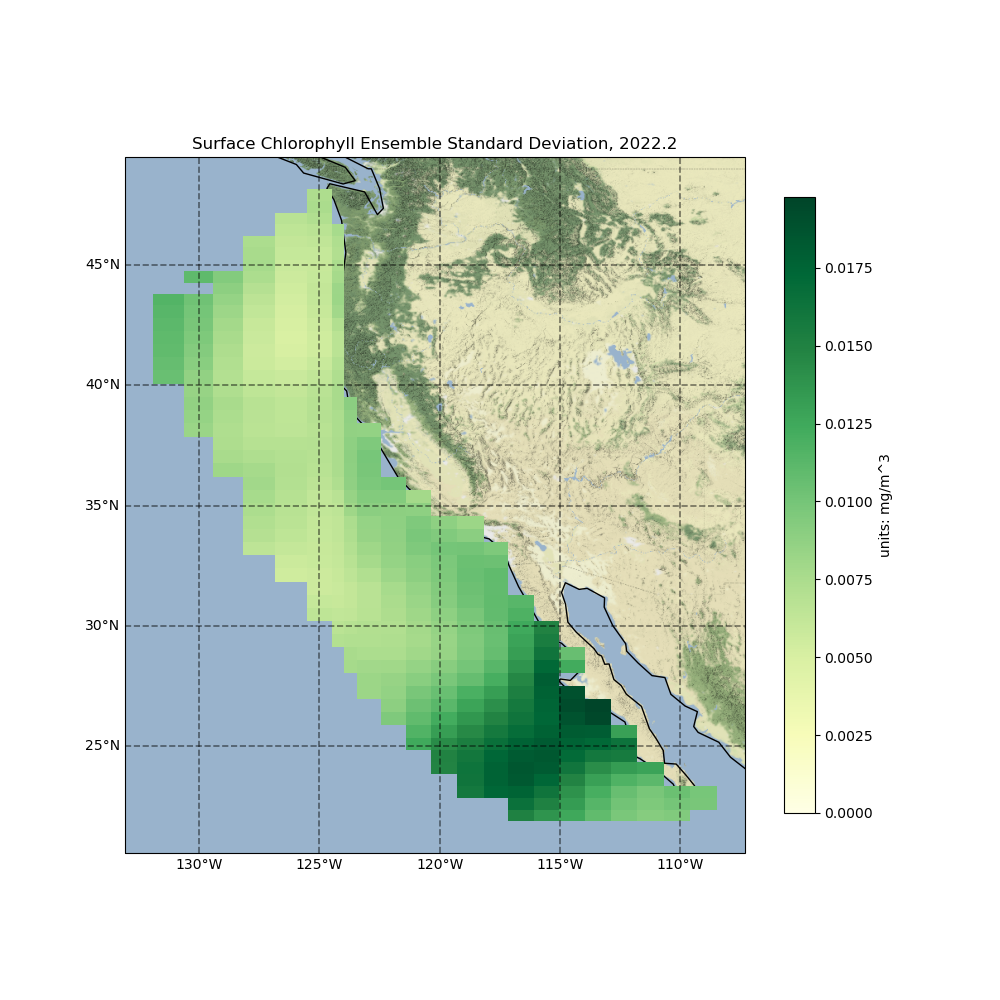 Surface Chlorophyll Ensemble Standard Deviation, 2022.2
45°N
40°N
35°N
30°N
25°N
130°W 125°W 120°W 115°W 110°W
0.0175
0.0150
0.0125
0.0100
0.0075
0.0050
0.0025
0.0000
units: mg/m^3